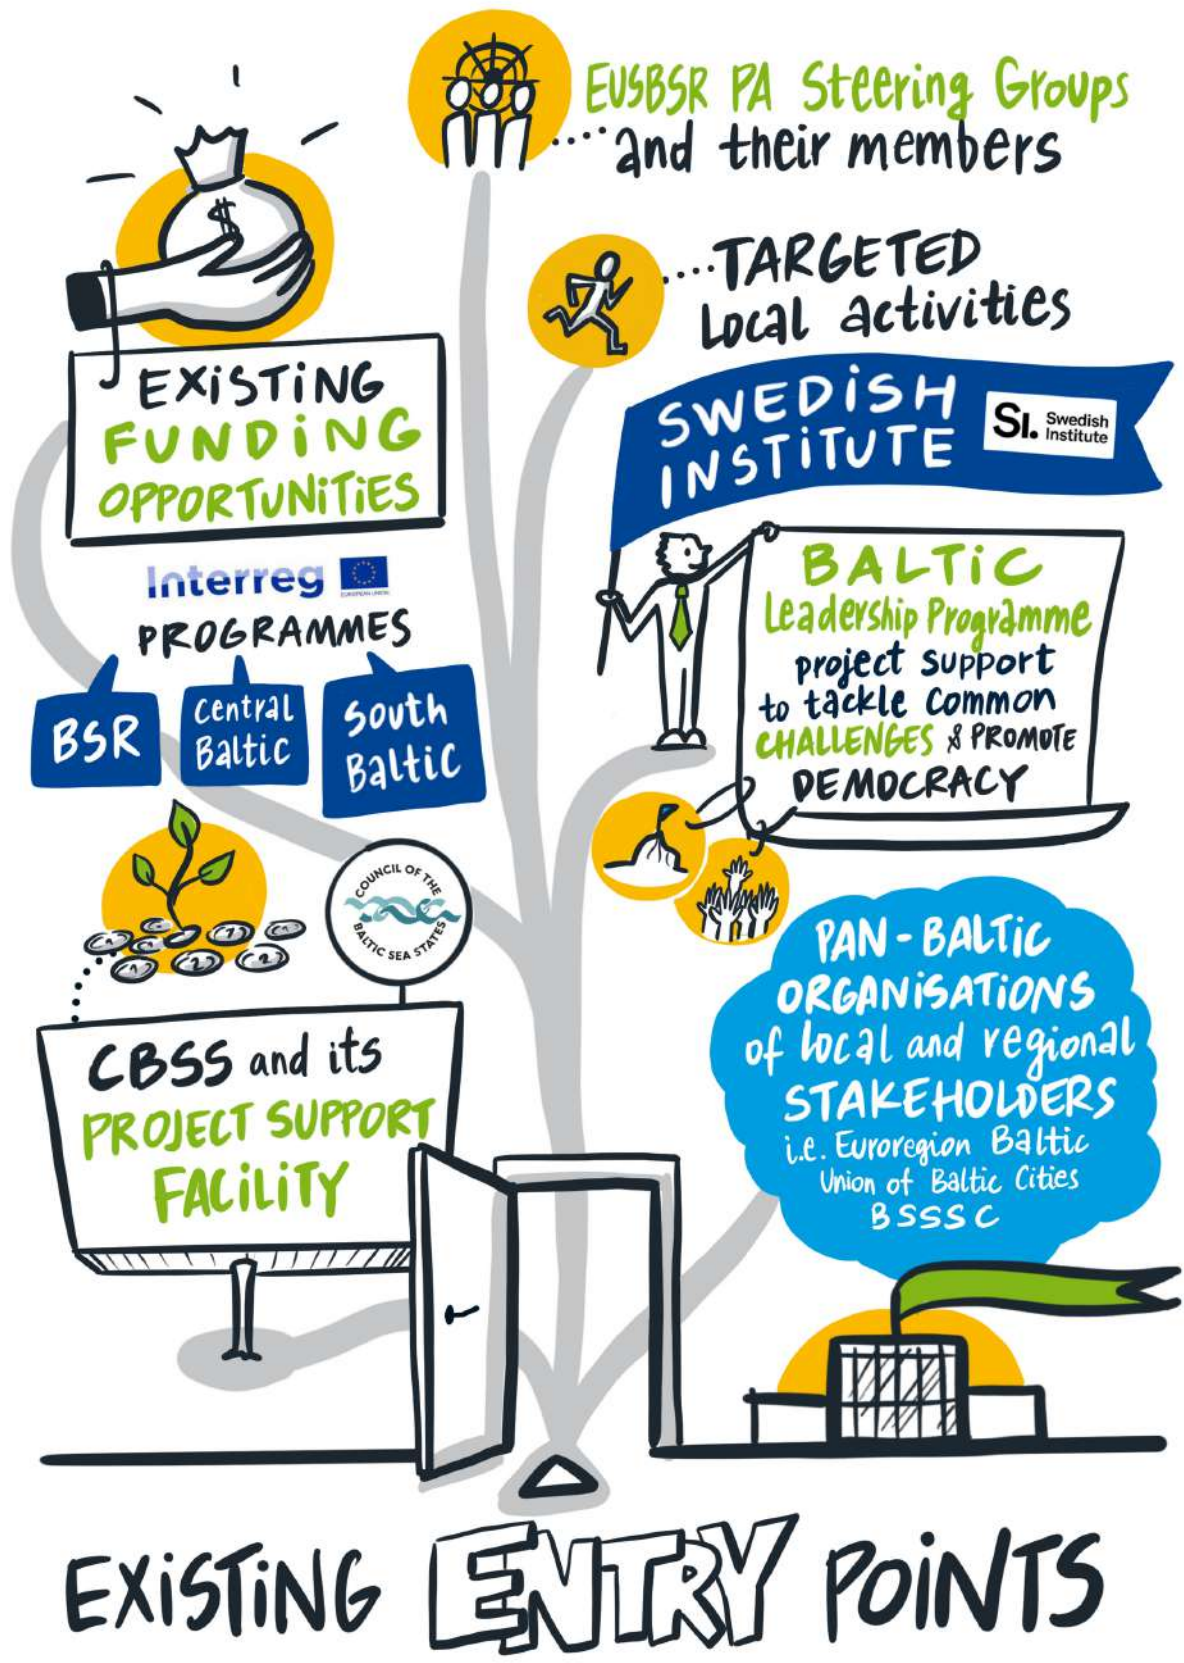 EUSBSR PA Steering Groups
and their members
TARGETED
Local activities
$
EXISTING
FUNDING
OPPORTUNITIES
Interreg
EUROPEAN UNION
PROGRAMMES
BSR
Central
Baltic
South
Baltic
SWEDISH
INSTITUTE
SI. Swedish
Institute
BALTIC
Leadership Programme
project support
to tackle common
CHALLENGES & PROMOTE
DEMOCRACY
COUNCIL OF THE
BALTIC SEA STATES
CBSS and its
PROJECT SUPPORT
FACILITY
PAN-BALTIC
ORGANISATIONS
of local and regional
STAKEHOLDERS
i.e. Euroregion Baltic
Union of Baltic Cities
BSSSC
EXISTING ENTRY POINTS